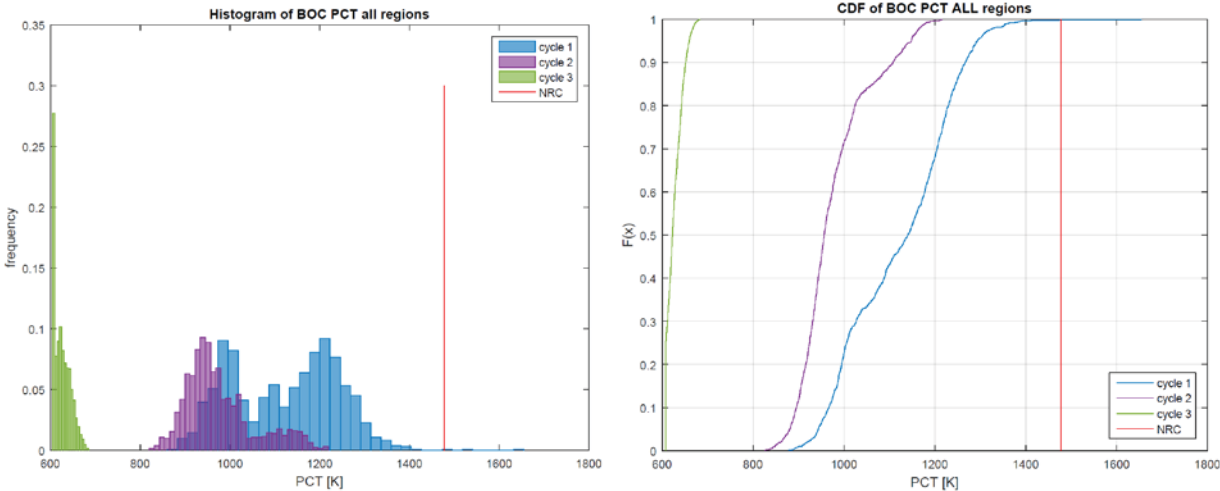 Histogram of BOC PCT all regions
0.35
0.3
0.25
0.2
0.15
0.1
0.05
0
frequency
cycle 1
cycle 2
cycle 3
NRC
600 800 1000 1200 1400 1600 1800
PCT [K]
CDF of BOC PCT ALL regions
1
0.9
0.8
0.7
0.6
0.5
0.4
0.3
0.2
0.1
0
F(x)
cycle 1
cycle 2
cycle 3
NRC
600 800 1000 1200 1400 1600 1800
PCT [K]